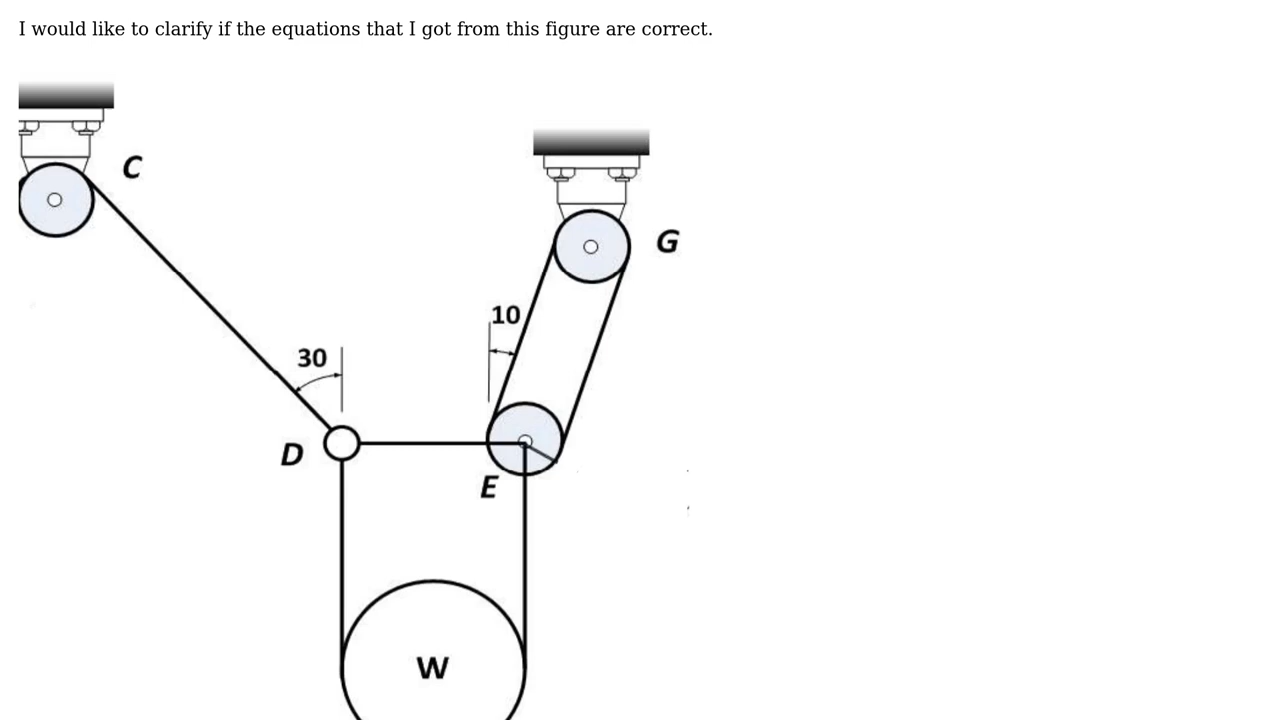 I would like to clarify if the equations that I got from this figure are correct.
C
G
10
30
D
E
W